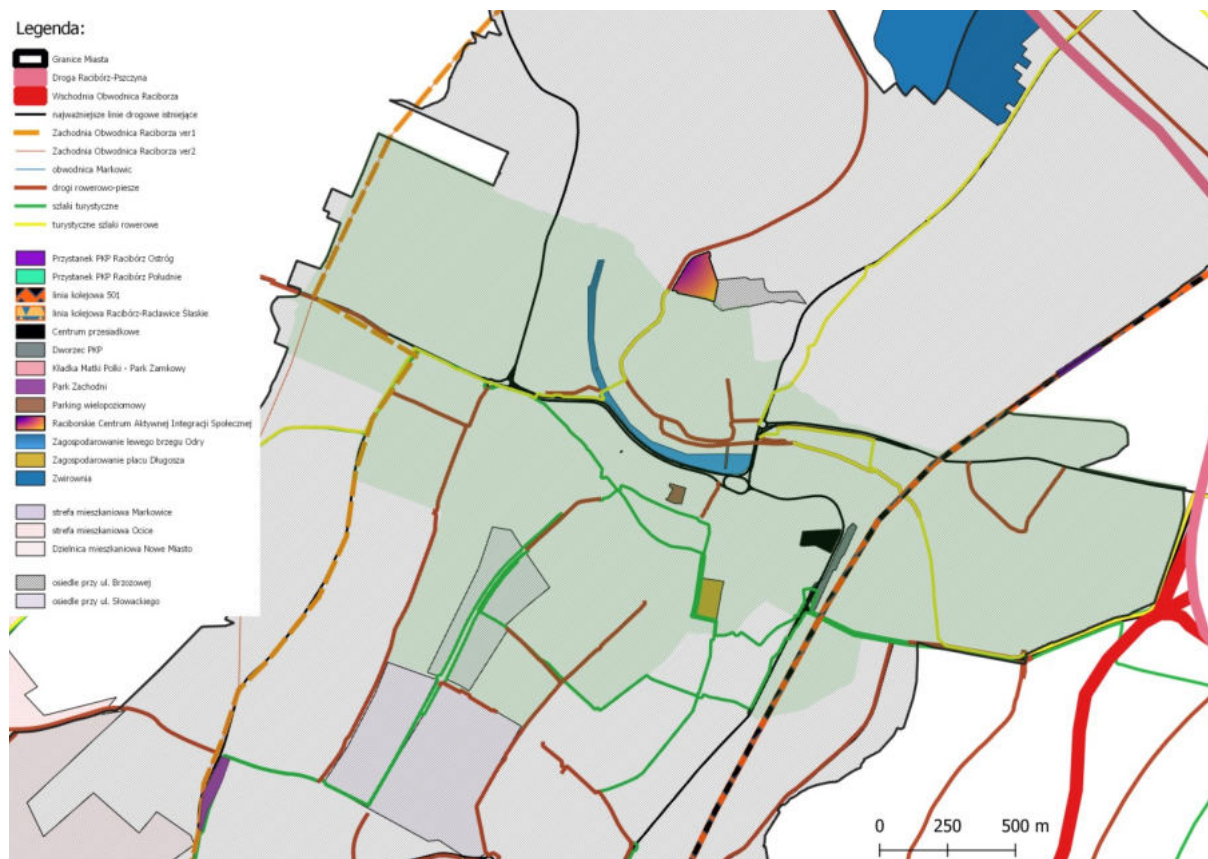 Legenda:
Granice Miasta
Droga Racibórz-Pszczyna
Wschodnia Obwodnica Raciborza
najważniejsze linie drogowe istniejące
Zachodnia Obwodnica Raciborza ver1
Zachodnia Obwodnica Raciborza ver2
obwodnica Markowic
drogi rowerowo-piesze
szlaki turystyczne
turystyczne szlaki rowerowe
Przystanek PKP Racibórz Ostróg
Przystanek PKP Racibórz Południe
linia kolejowa 501
linia kolejowa Racibórz-Racławice Śląskie
Centrum przesiadkowe
Dworzec PKP
Kładka Matki Polki - Park Zamkowy
Park Zachodni
Parking wielopoziomowy
Raciborskie Centrum Aktywnej Integracji Społecznej
Zagospodarowanie lewego brzegu Odry
Zagospodarowanie placu Długosza
Żwirownia
strefa mieszkaniowa Markowice
strefa mieszkaniowa Ocice
Dzielnica mieszkaniowa Nowe Miasto
osiedle przy ul. Brzozowej
osiedle przy ul. Słowackiego
0 250 500 m